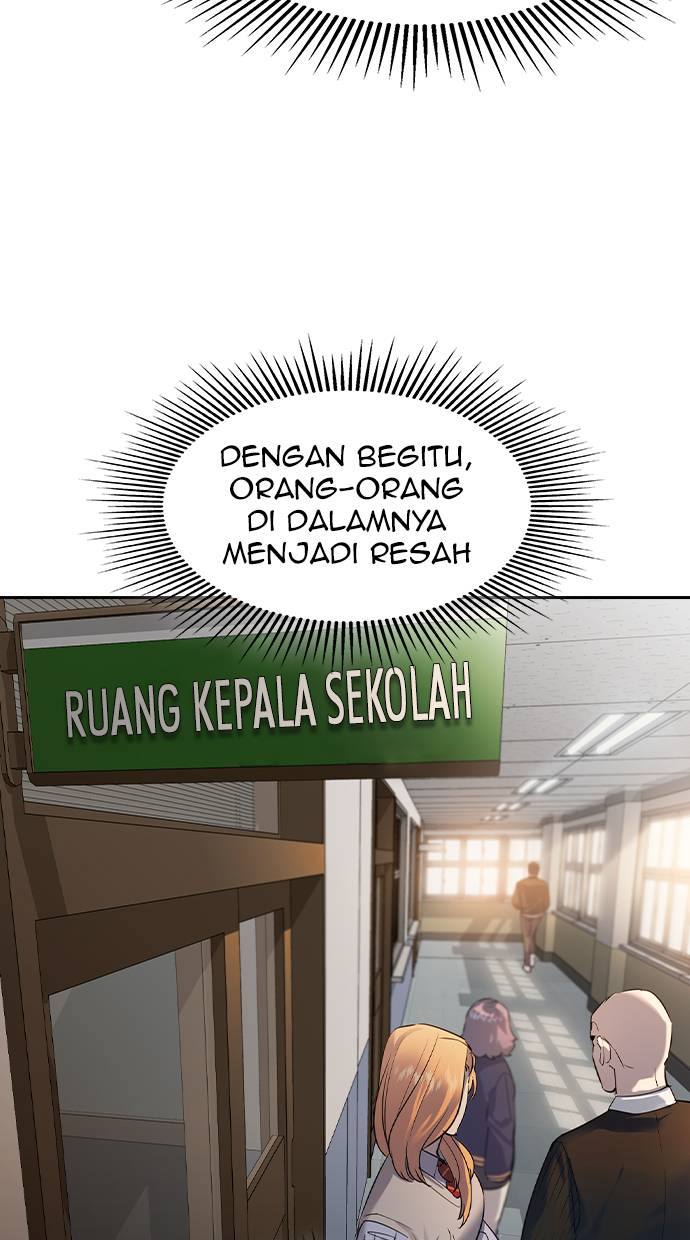 DENGAN BEGITU,
ORANG-ORANG
DI DALAMNYA
MENJADI RESAH
RUANG KEPALA SEKOLAH